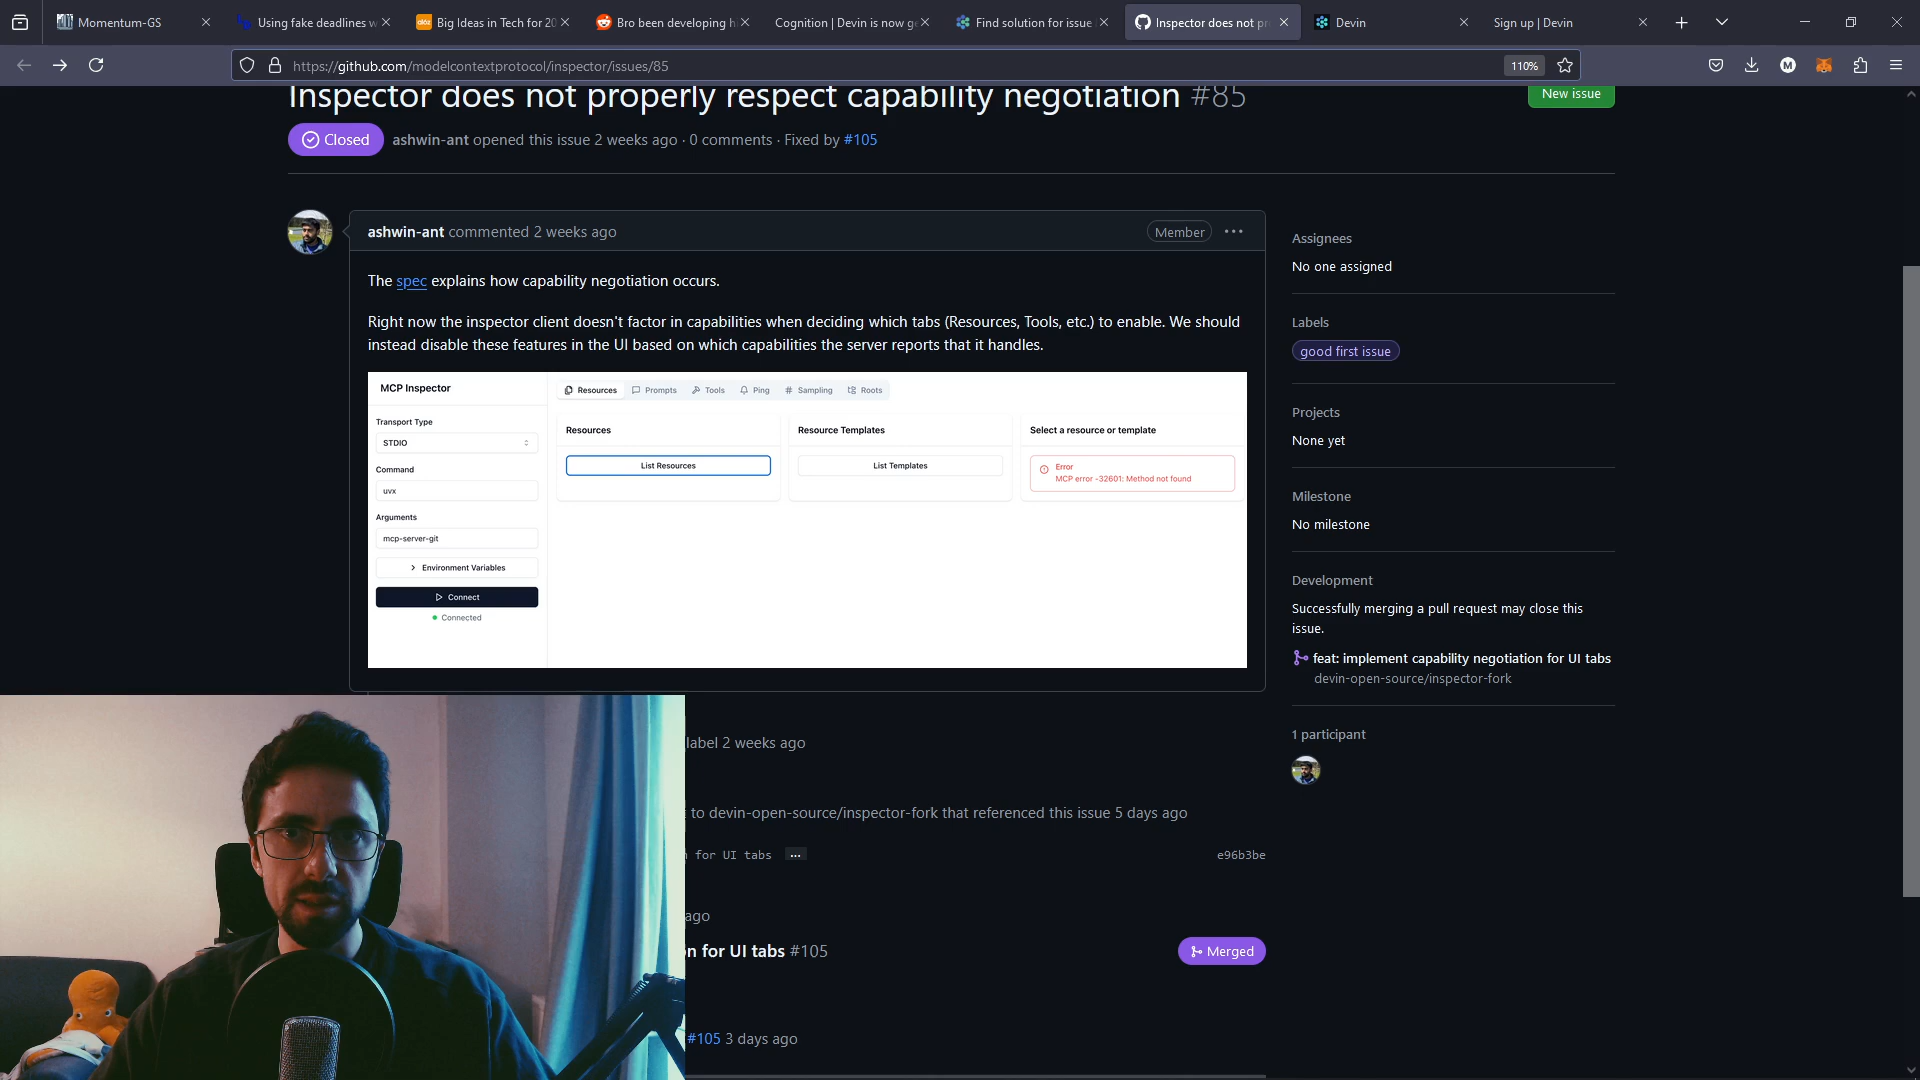 Momentum-GS
Using fake deadlines w
Big Ideas in Tech for 20
Bro been developing h
Cognition | Devin is now ge
Find solution for issue
Inspector does not pr
Devin
Sign up | Devin
https://github.com/modelcontextprotocol/inspector/issues/85
110%
M
Inspector does not properly respect capability negotiation #85
New issue
Closed
ashwin-ant opened this issue 2 weeks ago · 0 comments · Fixed by #105
ashwin-ant commented 2 weeks ago
Member
The spec explains how capability negotiation occurs.
Right now the inspector client doesn't factor in capabilities when deciding which tabs (Resources, Tools, etc.) to enable. We should
instead disable these features in the UI based on which capabilities the server reports that it handles.
MCP Inspector
Transport Type
STDIO
Command
uvx
Arguments
mcp-server-git
Environment Variables
Connect
Connected
Resources
Prompts
Tools
Ping
Sampling
Roots
Resources
List Resources
Resource Templates
List Templates
Select a resource or template
Error
MCP error -32601: Method not found
label 2 weeks ago
to devin-open-source/inspector-fork that referenced this issue 5 days ago
for UI tabs
e96b3be
ago
n for UI tabs #105
Merged
#105 3 days ago
Assignees
No one assigned
Labels
good first issue
Projects
None yet
Milestone
No milestone
Development
Successfully merging a pull request may close this
issue.
feat: implement capability negotiation for UI tabs
devin-open-source/inspector-fork
1 participant